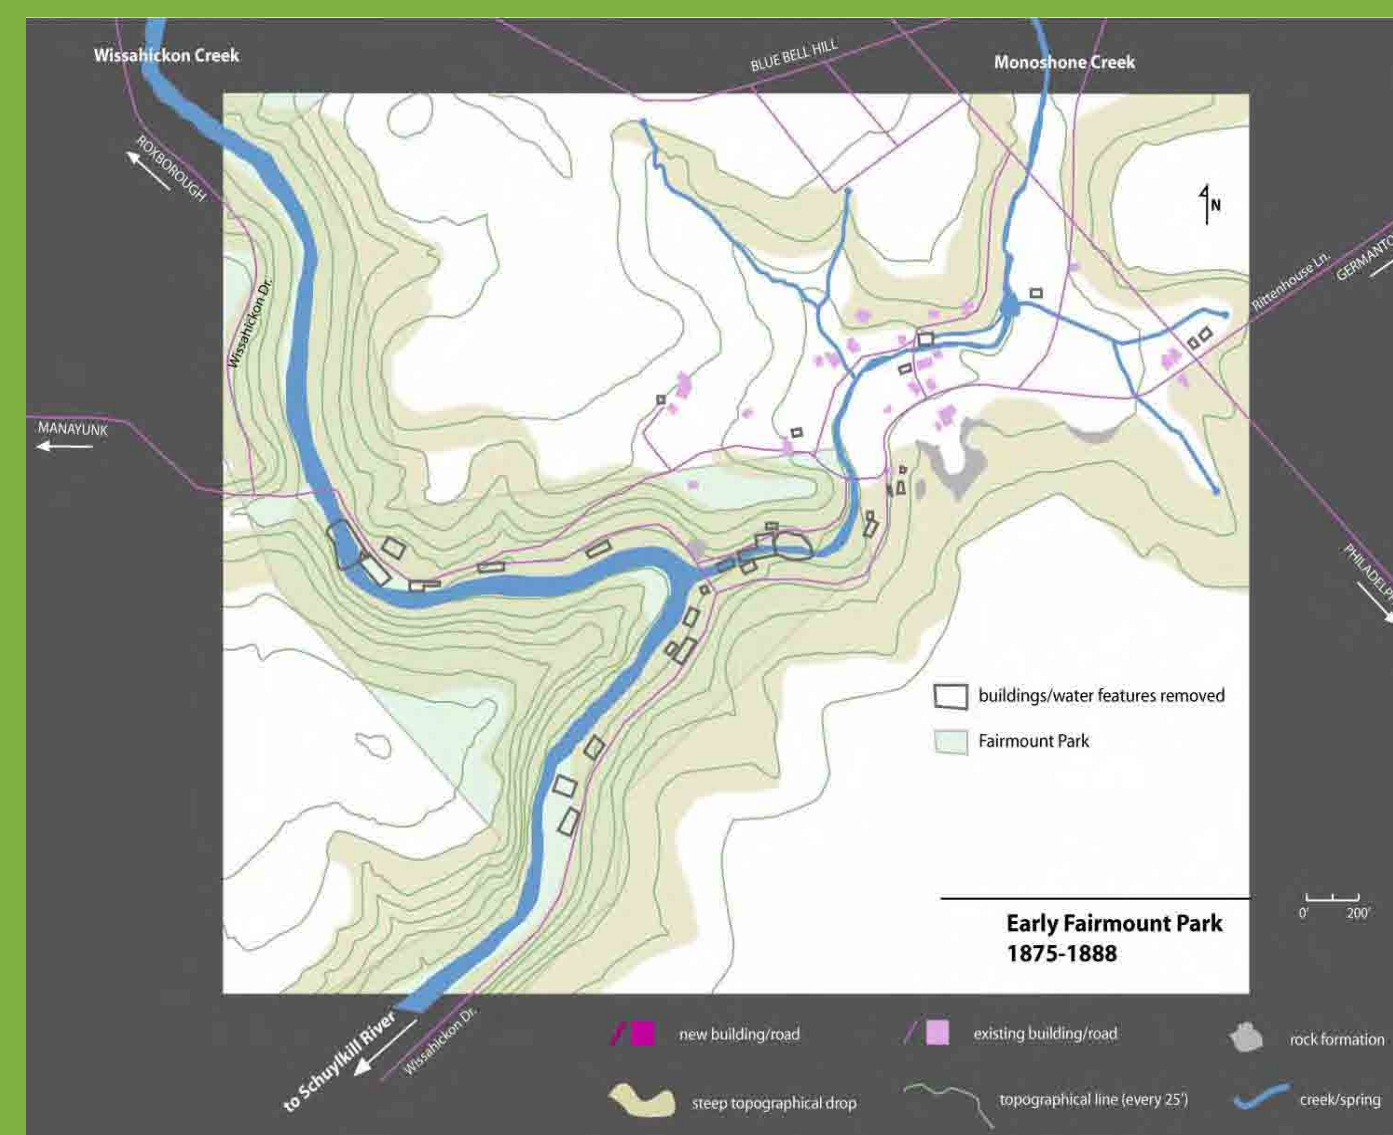 Wissahickon Creek
BLUE BELL HILL
Monoshone Creek
ROXBOROUGH
N
Rittenhouse Ln.
Wissahickon Dr.
MANAYUNK
buildings/water features removed
Fairmount Park
Early Fairmount Park
1875-1888
0' 200'
to Schuylkill River
Wissahickon Dr.
new building/road
existing building/road
rock formation
steep topographical drop
topographical line (every 25')
creek/spring